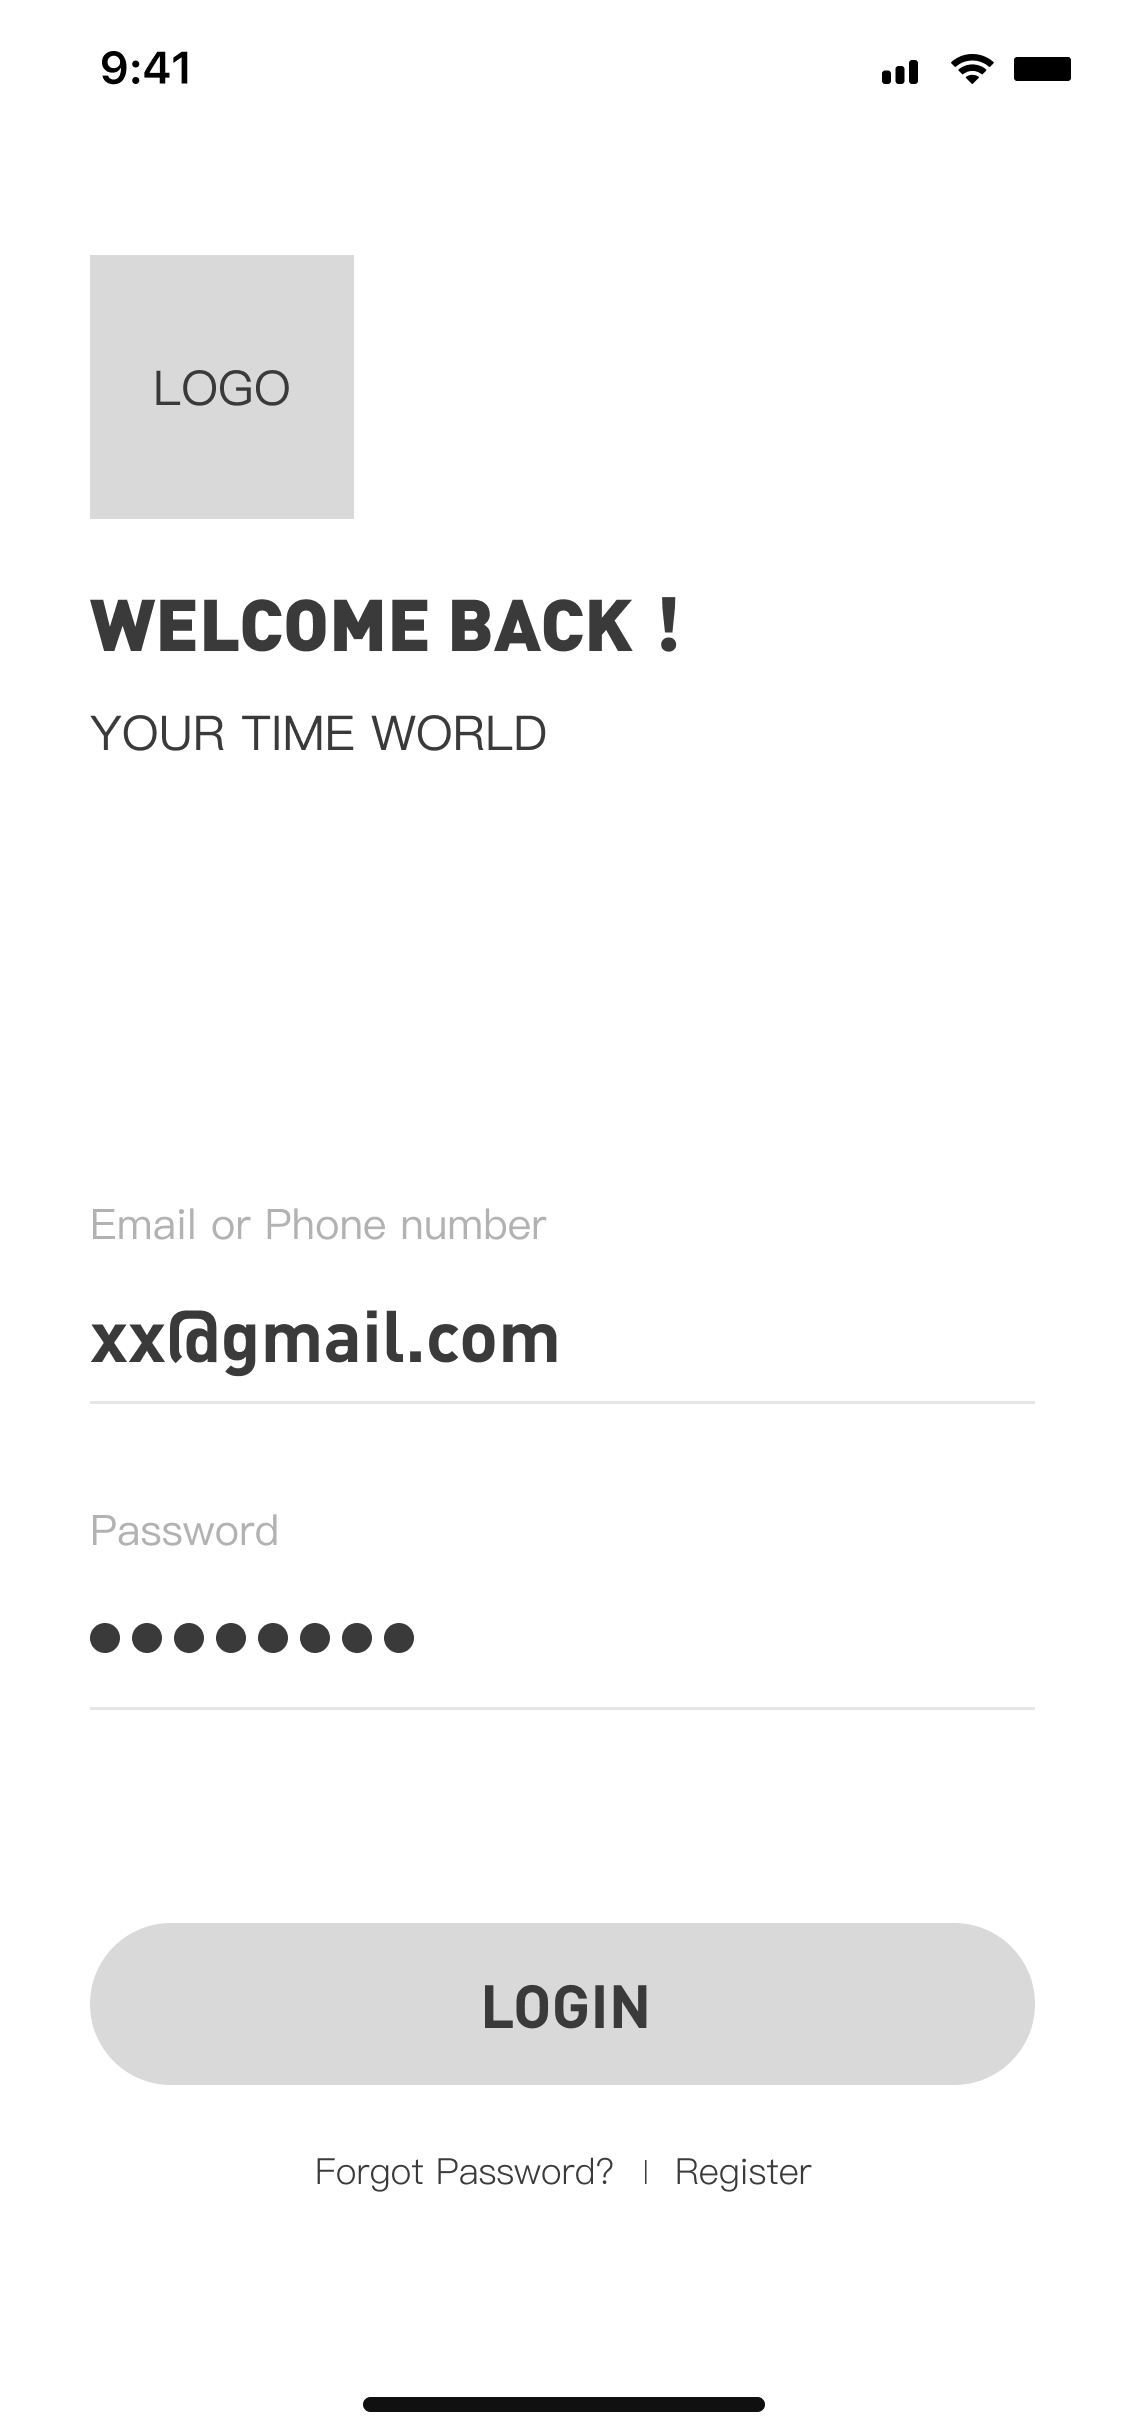 9:41
LOGO
WELCOME BACK !
YOUR TIME WORLD
Email or Phone number
xx@gmail.com
Password
●●●●●●●●
LOGIN
Forgot Password? | Register